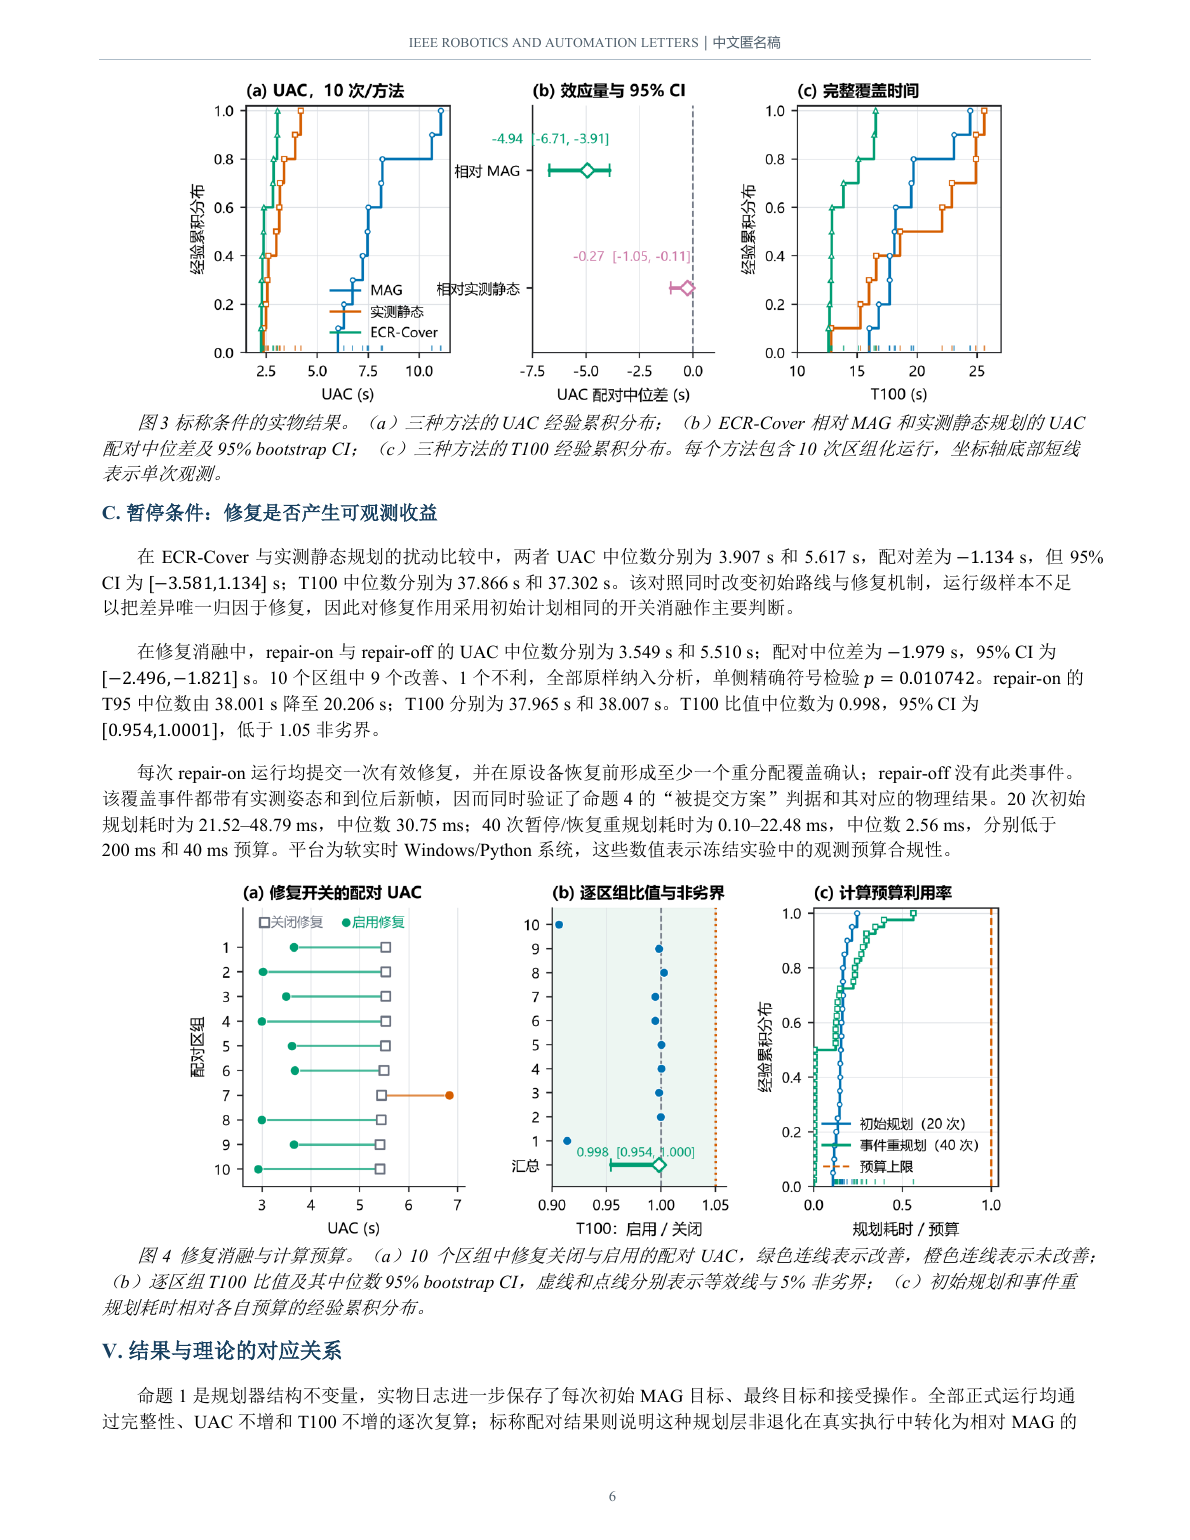 IEEE ROBOTICS AND AUTOMATION LETTERS | 中文匿名稿
(a) UAC，10 次/方法
1.0
0.8
0.6
0.4
0.2
0.0
经验累积分布
MAG
实测静态
ECR-Cover
2.5 5.0 7.5 10.0
UAC (s)
(b) 效应量与 95% CI
-4.94 [-6.71, -3.91]
相对 MAG
-0.27 [-1.05, -0.11]
相对实测静态
-7.5 -5.0 -2.5 0.0
UAC 配对中位差 (s)
(c) 完整覆盖时间
1.0
0.8
0.6
0.4
0.2
0.0
经验累积分布
10 15 20 25
T100 (s)
图 3 标称条件的实物结果。（a）三种方法的 UAC 经验累积分布；（b）ECR-Cover 相对 MAG 和实测静态规划的 UAC
配对中位差及 95% bootstrap CI；（c）三种方法的 T100 经验累积分布。每个方法包含 10 次区组化运行，坐标轴底部短线
表示单次观测。
C. 暂停条件：修复是否产生可观测收益
在 ECR-Cover 与实测静态规划的扰动比较中，两者 UAC 中位数分别为 3.907 s 和 5.617 s，配对差为 −1.134 s，但 95%
CI 为 [−3.581,1.134] s；T100 中位数分别为 37.866 s 和 37.302 s。该对照同时改变初始路线与修复机制，运行级样本不足
以把差异唯一归因于修复，因此对修复作用采用初始计划相同的开关消融作主要判断。
在修复消融中，repair-on 与 repair-off 的 UAC 中位数分别为 3.549 s 和 5.510 s；配对中位差为 −1.979 s，95% CI 为
[−2.496,−1.821] s。10 个区组中 9 个改善、1 个不利，全部原样纳入分析，单侧精确符号检验 p = 0.010742。repair-on 的
T95 中位数由 38.001 s 降至 20.206 s；T100 分别为 37.965 s 和 38.007 s。T100 比值中位数为 0.998，95% CI 为
[0.954,1.0001]，低于 1.05 非劣界。
每次 repair-on 运行均提交一次有效修复，并在原设备恢复前形成至少一个重分配覆盖确认；repair-off 没有此类事件。
该覆盖事件都带有实测姿态和到位后新帧，因而同时验证了命题 4 的“被提交方案”判据和其对应的物理结果。20 次初始
规划耗时为 21.52–48.79 ms，中位数 30.75 ms；40 次暂停/恢复重规划耗时为 0.10–22.48 ms，中位数 2.56 ms，分别低于
200 ms 和 40 ms 预算。平台为软实时 Windows/Python 系统，这些数值表示冻结实验中的观测预算合规性。
(a) 修复开关的配对 UAC
关闭修复 启用修复
1
2
3
4
5
6
7
8
9
10
配对区组
3 4 5 6 7
UAC (s)
(b) 逐区组比值与非劣界
10
9
8
7
6
5
4
3
2
1
汇总
0.998 [0.954, 1.000]
0.90 0.95 1.00 1.05
T100：启用 / 关闭
(c) 计算预算利用率
1.0
0.8
0.6
0.4
0.2
0.0
经验累积分布
初始规划（20 次）
事件重规划（40 次）
预算上限
0.0 0.5 1.0
规划耗时 / 预算
图 4 修复消融与计算预算。（a）10 个区组中修复关闭与启用的配对 UAC，绿色连线表示改善，橙色连线表示未改善；
（b）逐区组 T100 比值及其中位数 95% bootstrap CI，虚线和点线分别表示等效线与 5% 非劣界；（c）初始规划和事件重
规划耗时相对各自预算的经验累积分布。
V. 结果与理论的对应关系
命题 1 是规划器结构不变量，实物日志进一步保存了每次初始 MAG 目标、最终目标和接受操作。全部正式运行均通
过完整性、UAC 不增和 T100 不增的逐次复算；标称配对结果则说明这种规划层非退化在真实执行中转化为相对 MAG 的
6